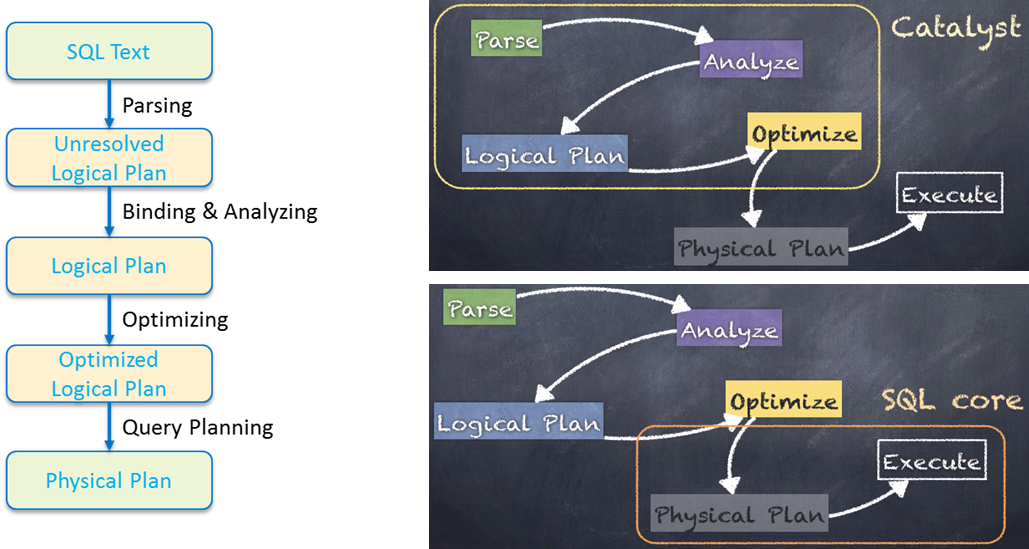 SQL Text
Parsing
Unresolved
Logical Plan
Binding & Analyzing
Logical Plan
Optimizing
Optimized
Logical Plan
Query Planning
Physical Plan
Catalyst
Parse
Analyze
Optimize
Logical Plan
Execute
Physical Plan
Parse
Analyze
Optimize
SQL core
Logical Plan
Execute
Physical Plan